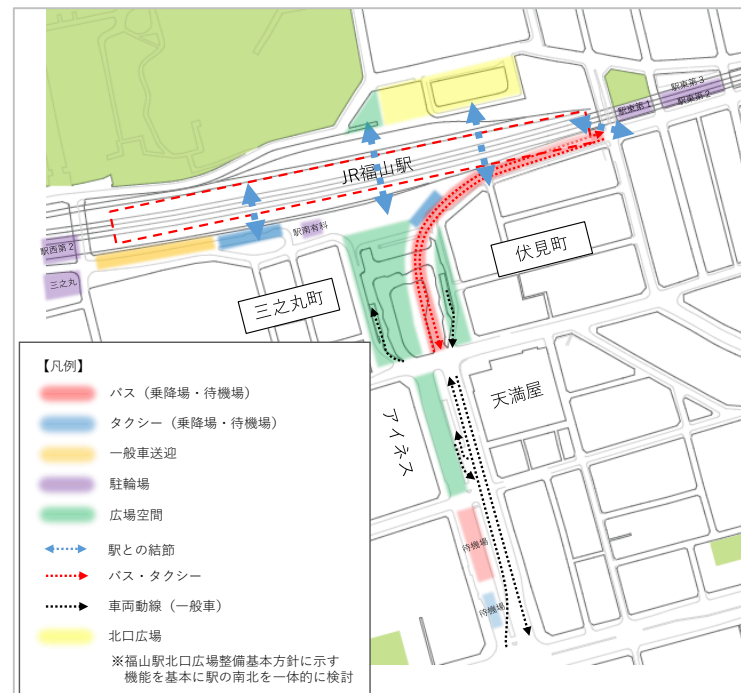 駅東第3
駅東第1
駅東第2
JR福山駅
駅南有料
駅西第2
三之丸
伏見町
三之丸町
天満屋
アイネス
待機場
待機場
【凡例】
バス（乗降場・待機場）
タクシー（乗降場・待機場）
一般車送迎
駐輪場
広場空間
駅との結節
バス・タクシー
車両動線（一般車）
北口広場
※福山駅北口広場整備基本方針に示す
機能を基本に駅の南北を一体的に検討